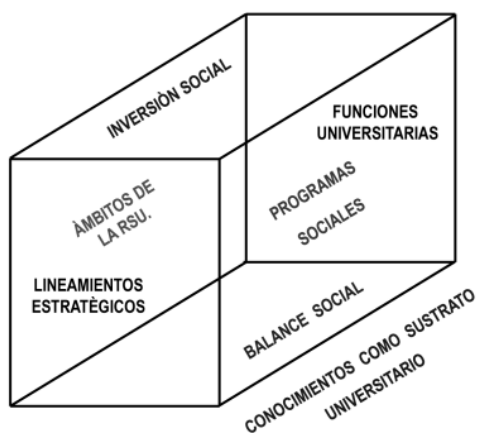 INVERSIÒN SOCIAL
FUNCIONES
UNIVERSITARIAS
ÀMBITOS DE
LA RSU.
PROGRAMAS
SOCIALES
LINEAMIENTOS
ESTRATÈGICOS
BALANCE SOCIAL
CONOCIMIENTOS COMO SUSTRATO
UNIVERSITARIO